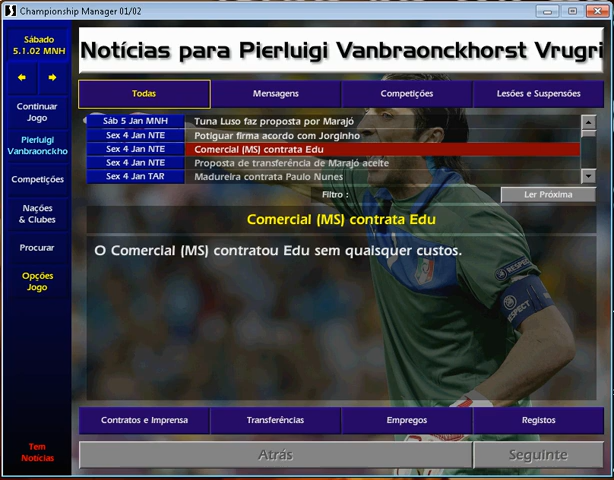 Championship Manager 01/02
Sábado
5.1.02 MNH
Continuar
Jogo
Pierluigi
Vanbraonckho
Competições
Nações
& Clubes
Procurar
Opções
Jogo
Tem
Notícias
Notícias para Pierluigi Vanbraonckhorst Vrugri
Todas
Mensagens
Competições
Lesões e Suspensões
Sáb 5 Jan MNH Tuna Luso faz proposta por Marajó
Sex 4 Jan NTE Potiguar firma acordo com Jorginho
Sex 4 Jan NTE Comercial (MS) contrata Edu
Sex 4 Jan NTE Proposta de transferência de Marajó aceite
Sex 4 Jan TAR Madureira contrata Paulo Nunes
Filtro :
Ler Próxima
Comercial (MS) contrata Edu
O Comercial (MS) contratou Edu sem quaisquer custos.
RESPECT
RESPECT
Contratos e Imprensa
Transferências
Empregos
Registos
Atrás
Seguinte